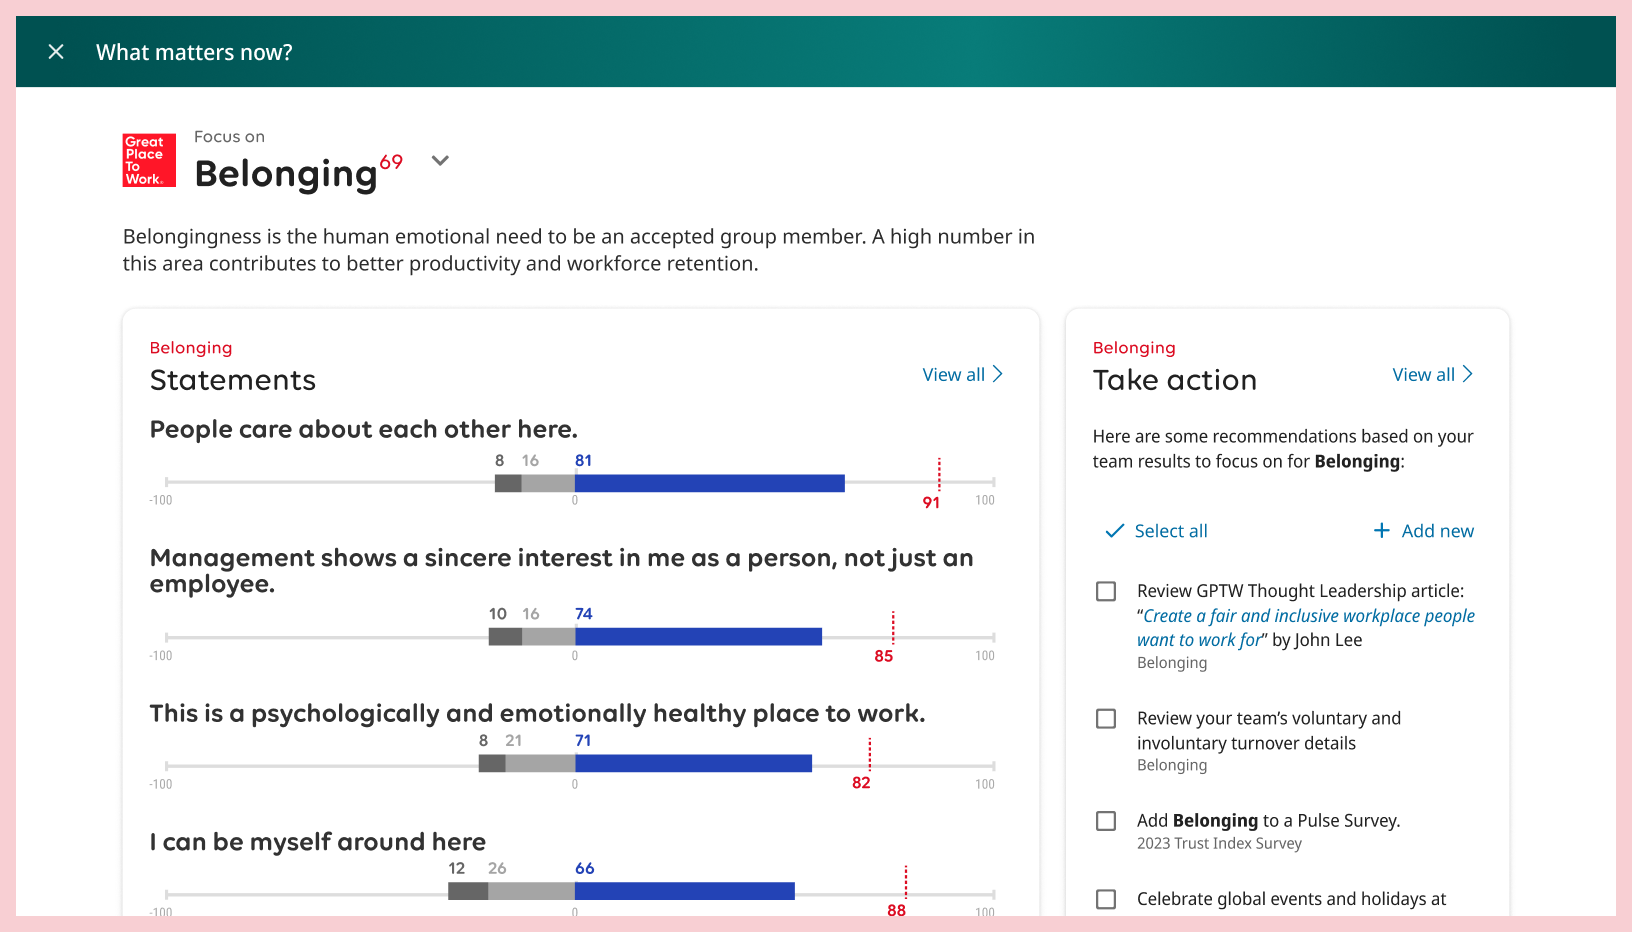 What matters now?
Great
Place
To
Work.
Focus on
Belonging 69
Belongingness is the human emotional need to be an accepted group member. A high number in
this area contributes to better productivity and workforce retention.
Belonging
Statements
View all
People care about each other here.
8 16 81
-100 0 91 100
Management shows a sincere interest in me as a person, not just an
employee.
10 16 74
-100 0 85 100
This is a psychologically and emotionally healthy place to work.
8 21 71
-100 0 82 100
I can be myself around here
12 26 66
-100 0 88 100
Belonging
Take action
View all
Here are some recommendations based on your
team results to focus on for Belonging:
Select all
Add new
Review GPTW Thought Leadership article:
“Create a fair and inclusive workplace people
want to work for” by John Lee
Belonging
Review your team’s voluntary and
involuntary turnover details
Belonging
Add Belonging to a Pulse Survey.
2023 Trust Index Survey
Celebrate global events and holidays at